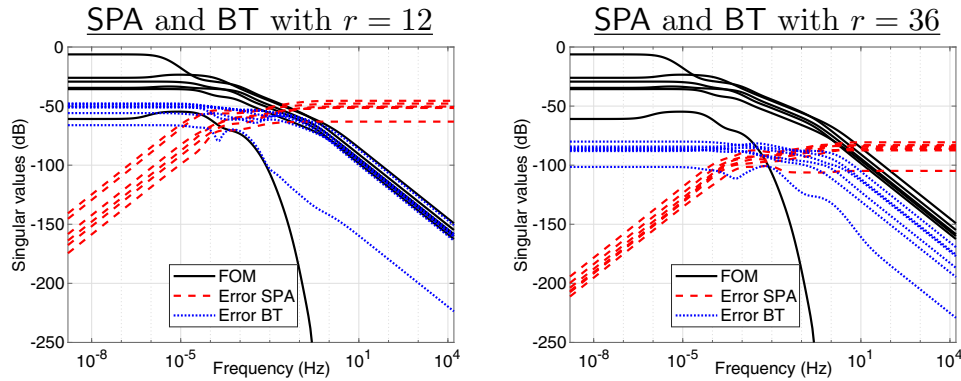 SPA and BT with r = 12
0
-50
-100
-150
-200
-250
Singular values (dB)
FOM
Error SPA
Error BT
10^-8
10^-5
10^-2
10^1
10^4
Frequency (Hz)
SPA and BT with r = 36
0
-50
-100
-150
-200
-250
Singular values (dB)
FOM
Error SPA
Error BT
10^-8
10^-5
10^-2
10^1
10^4
Frequency (Hz)